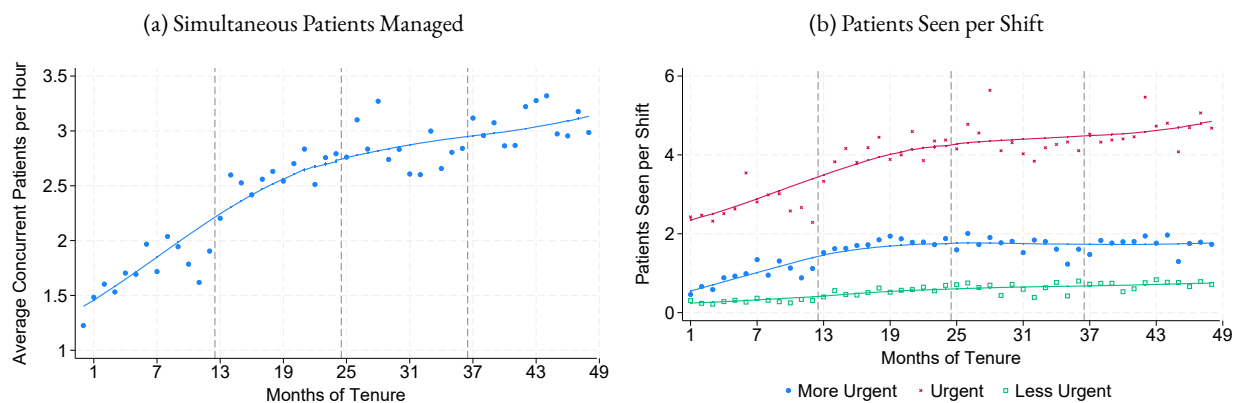 (a) Simultaneous Patients Managed
Average Concurrent Patients per Hour
3.5
3
2.5
2
1.5
1
1 7 13 19 25 31 37 43 49
Months of Tenure
(b) Patients Seen per Shift
Patients Seen per Shift
6
4
2
0
1 7 13 19 25 31 37 43 49
Months of Tenure
More Urgent Urgent Less Urgent